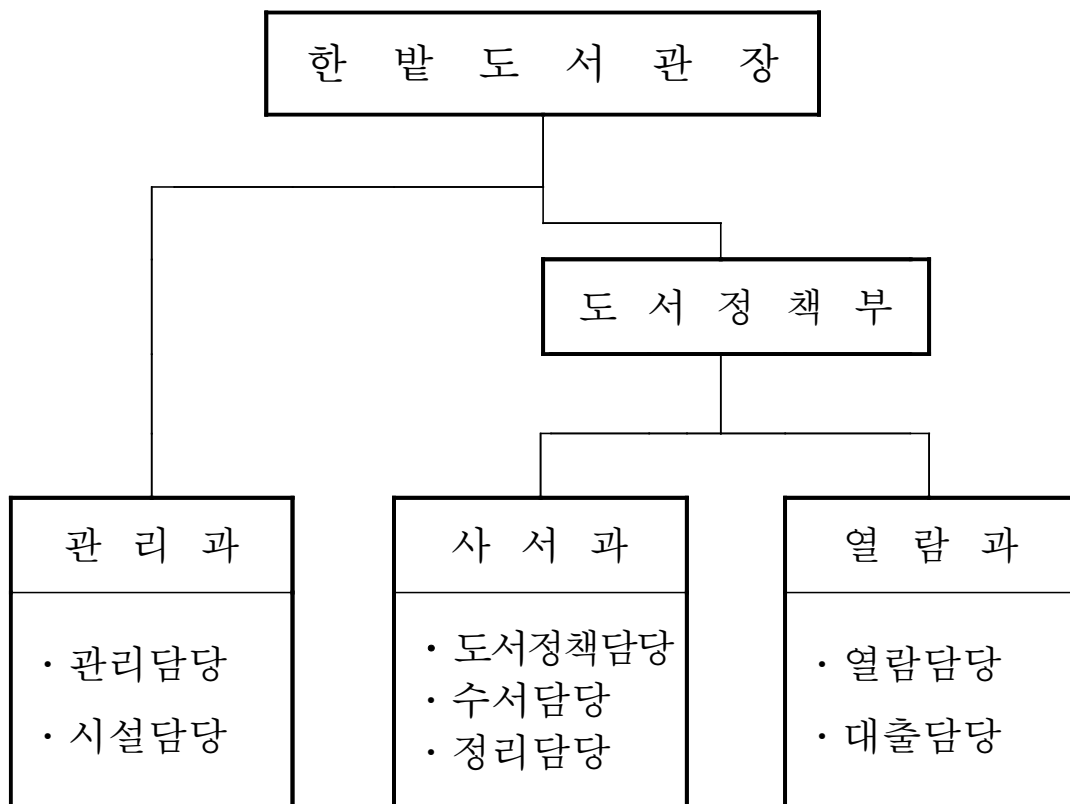 한 밭 도 서 관 장
도 서 정 책 부
관 리 과
· 관리담당
· 시설담당
사 서 과
· 도서정책담당
· 수서담당
· 정리담당
열 람 과
· 열람담당
· 대출담당